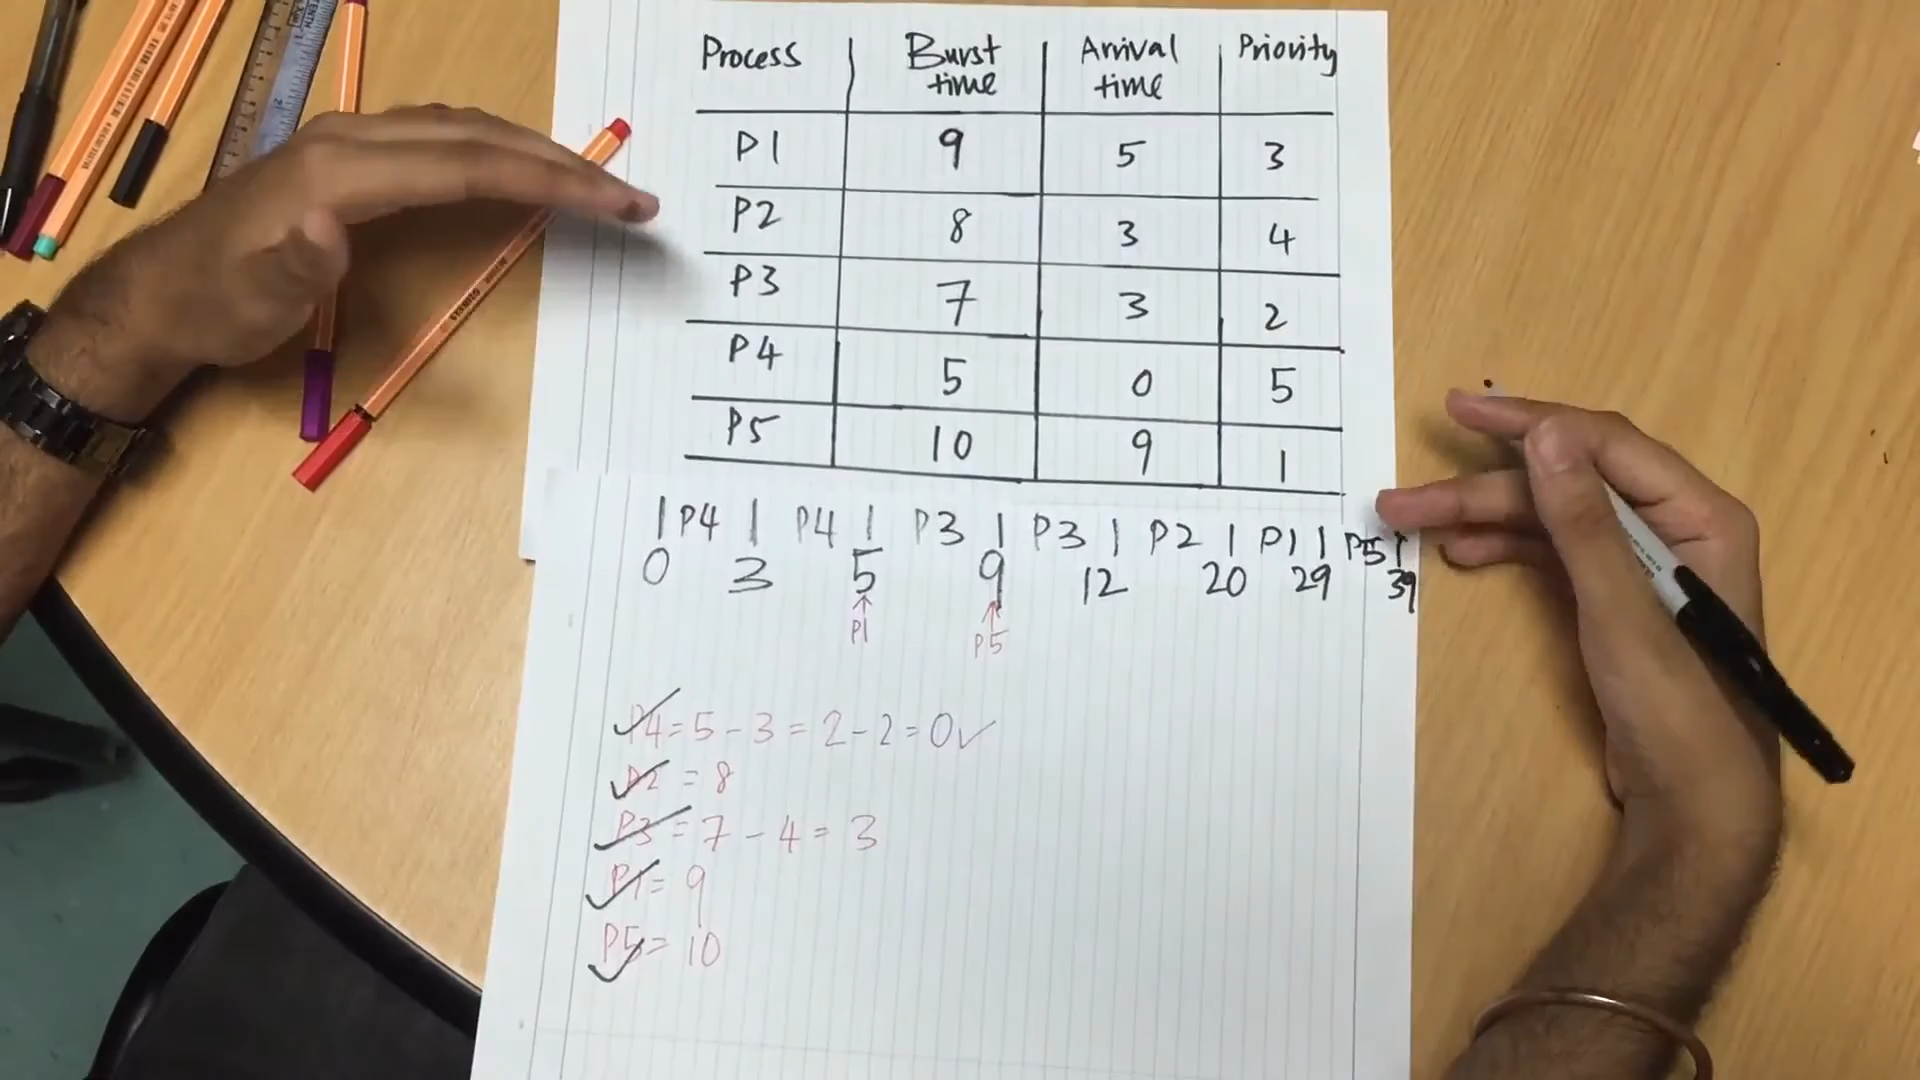 Process Burst time Arrival time Priority
P1 9 5 3
P2 8 3 4
P3 7 3 2
P4 5 0 5
P5 10 9 1
| P4 | P4 | P3 | P3 | P2 | P1 | P5 |
0 3 5 9 12 20 29 39
↑ ↑
P1 P5
P4 = 5 - 3 = 2 - 2 = 0 ✓
P2 = 8
P3 = 7 - 4 = 3
P1 = 9
P5 = 10